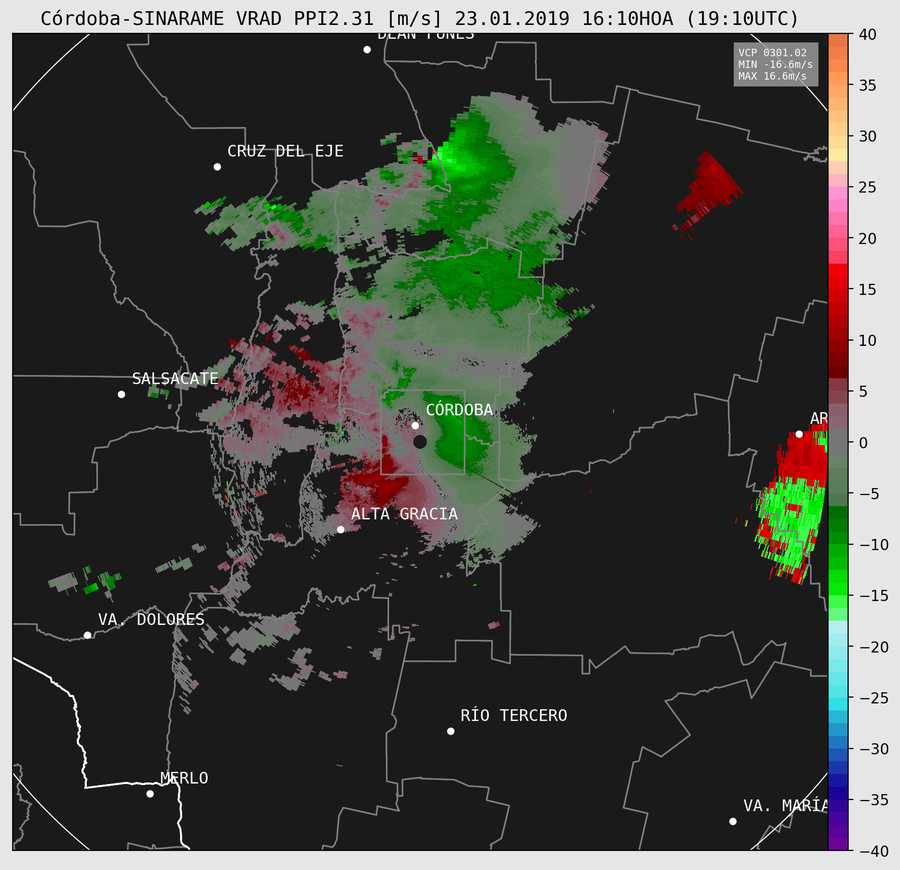 Córdoba-SINARAME VRAD PPI2.31 [m/s] 23.01.2019 16:10HOA (19:10UTC)
DEÁN FUNES
VCP 0301.02
MIN -16.6m/s
MAX 16.6m/s
CRUZ DEL EJE
SALSACATE
CÓRDOBA
AR
ALTA GRACIA
VA. DOLORES
RÍO TERCERO
MERLO
VA. MARÍA
40
35
30
25
20
15
10
5
0
−5
−10
−15
−20
−25
−30
−35
−40